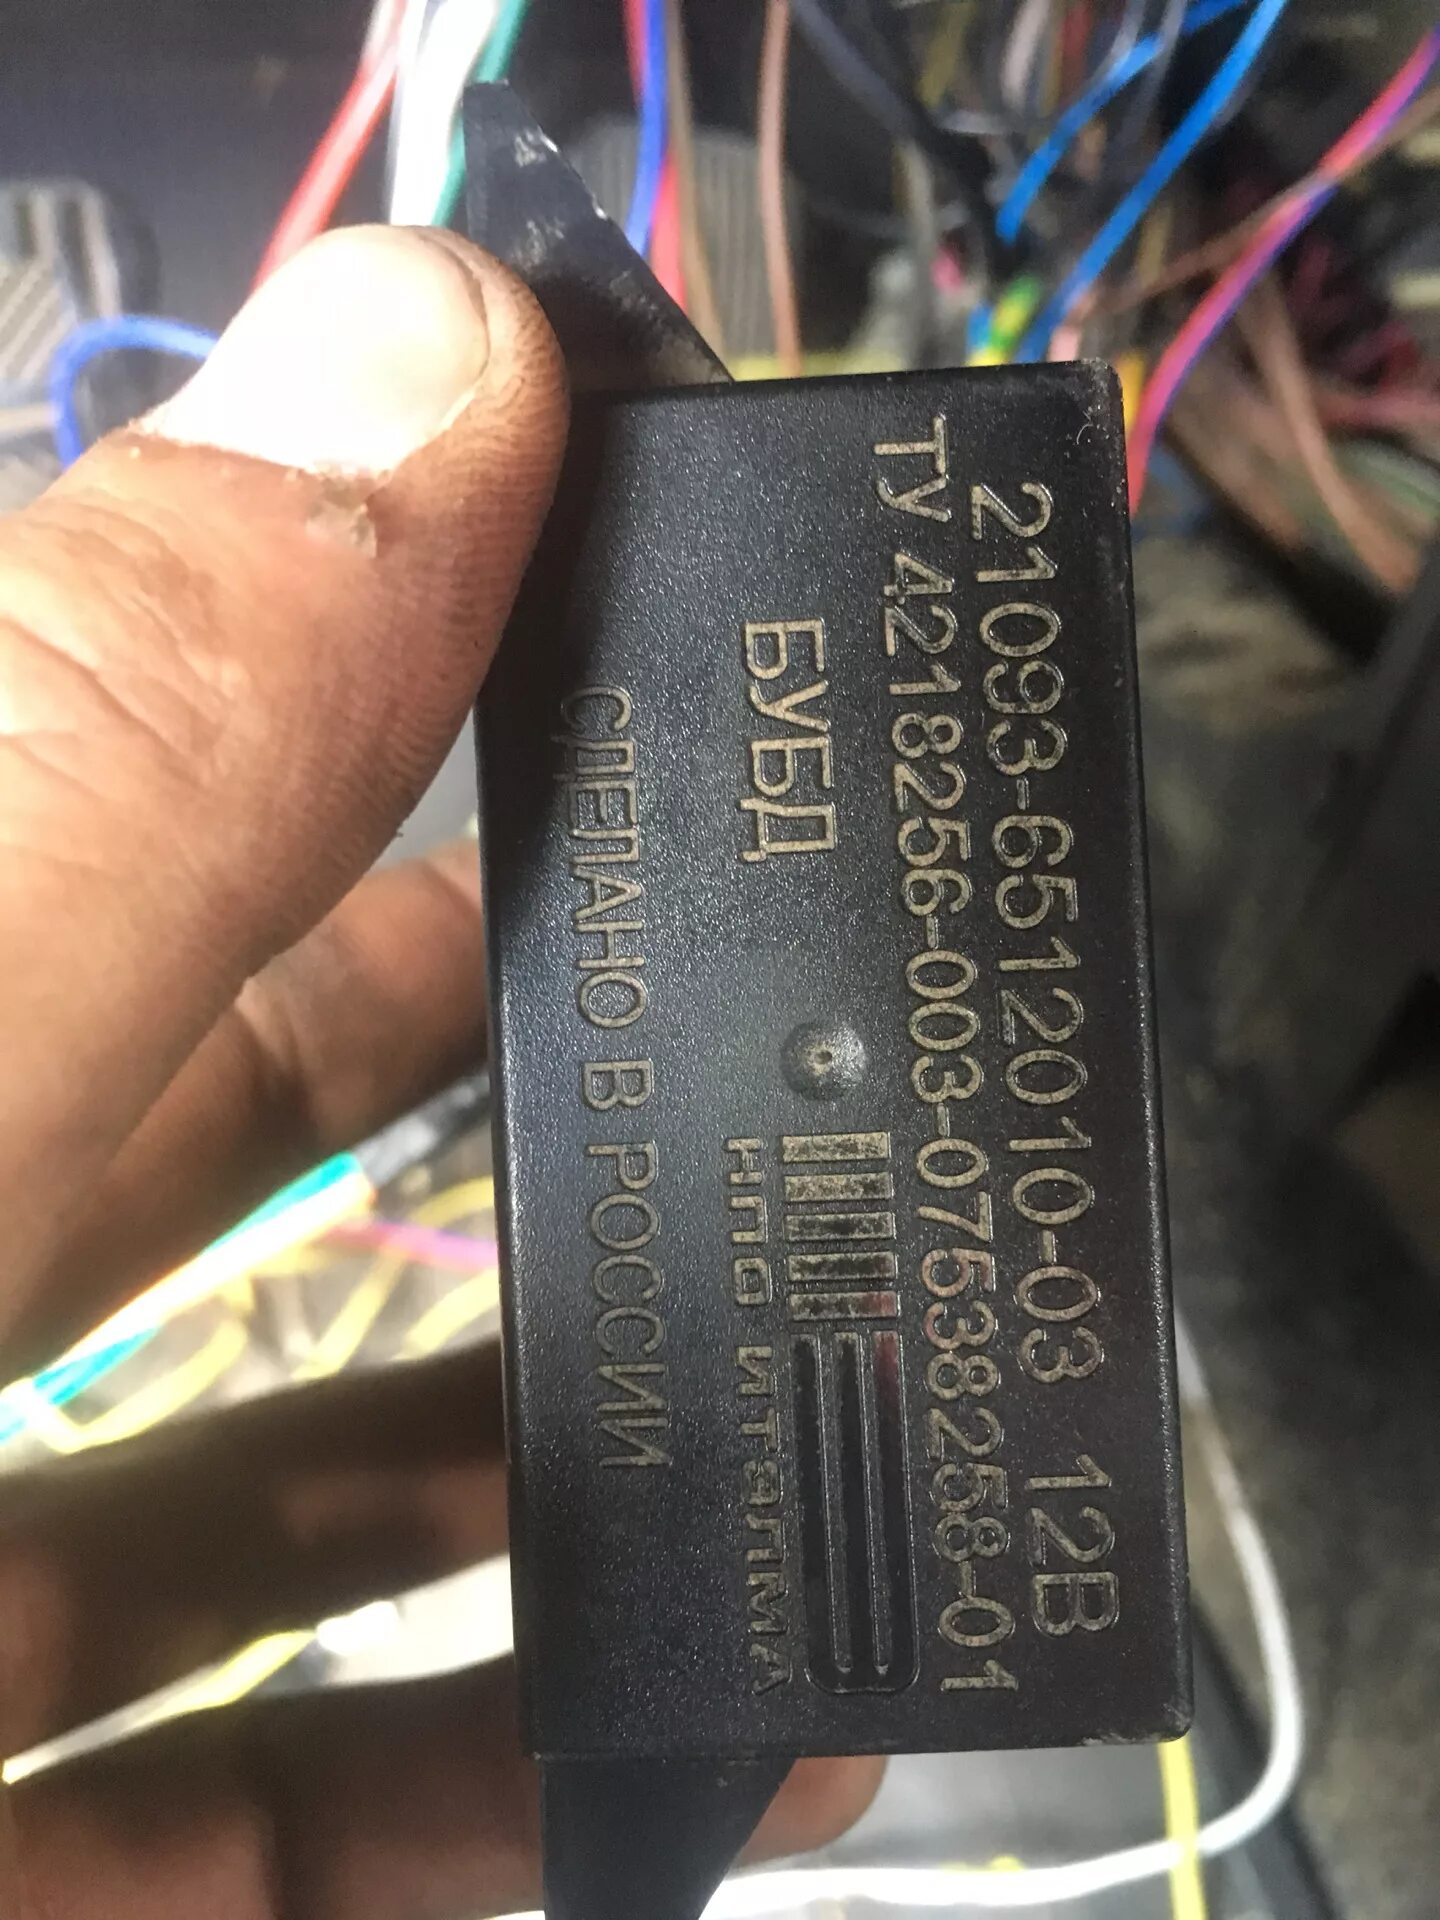 21093-6512010-03 12В
ТУ 4218256-003-07538258-01
БУБД
НПО ИТЭЛМА
СДЕЛАНО В РОССИИ